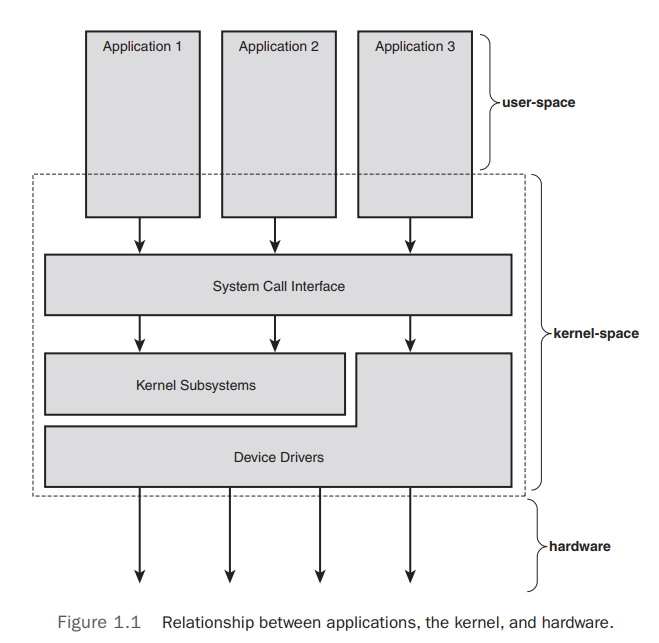 Application 1
Application 2
Application 3
user-space
System Call Interface
kernel-space
Kernel Subsystems
Device Drivers
hardware
Figure 1.1 Relationship between applications, the kernel, and hardware.